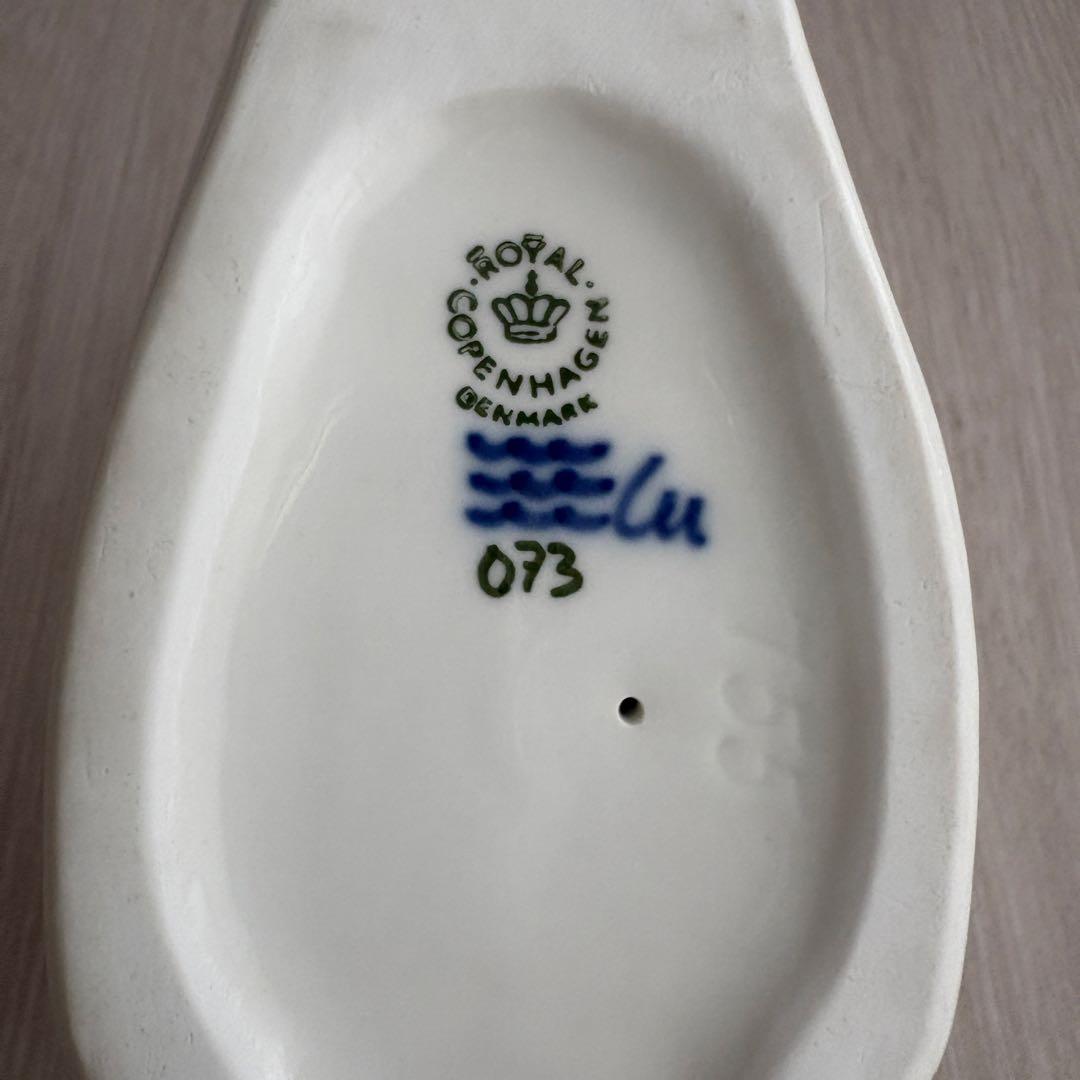 ROYAL
COPENHAGEN
DENMARK
073